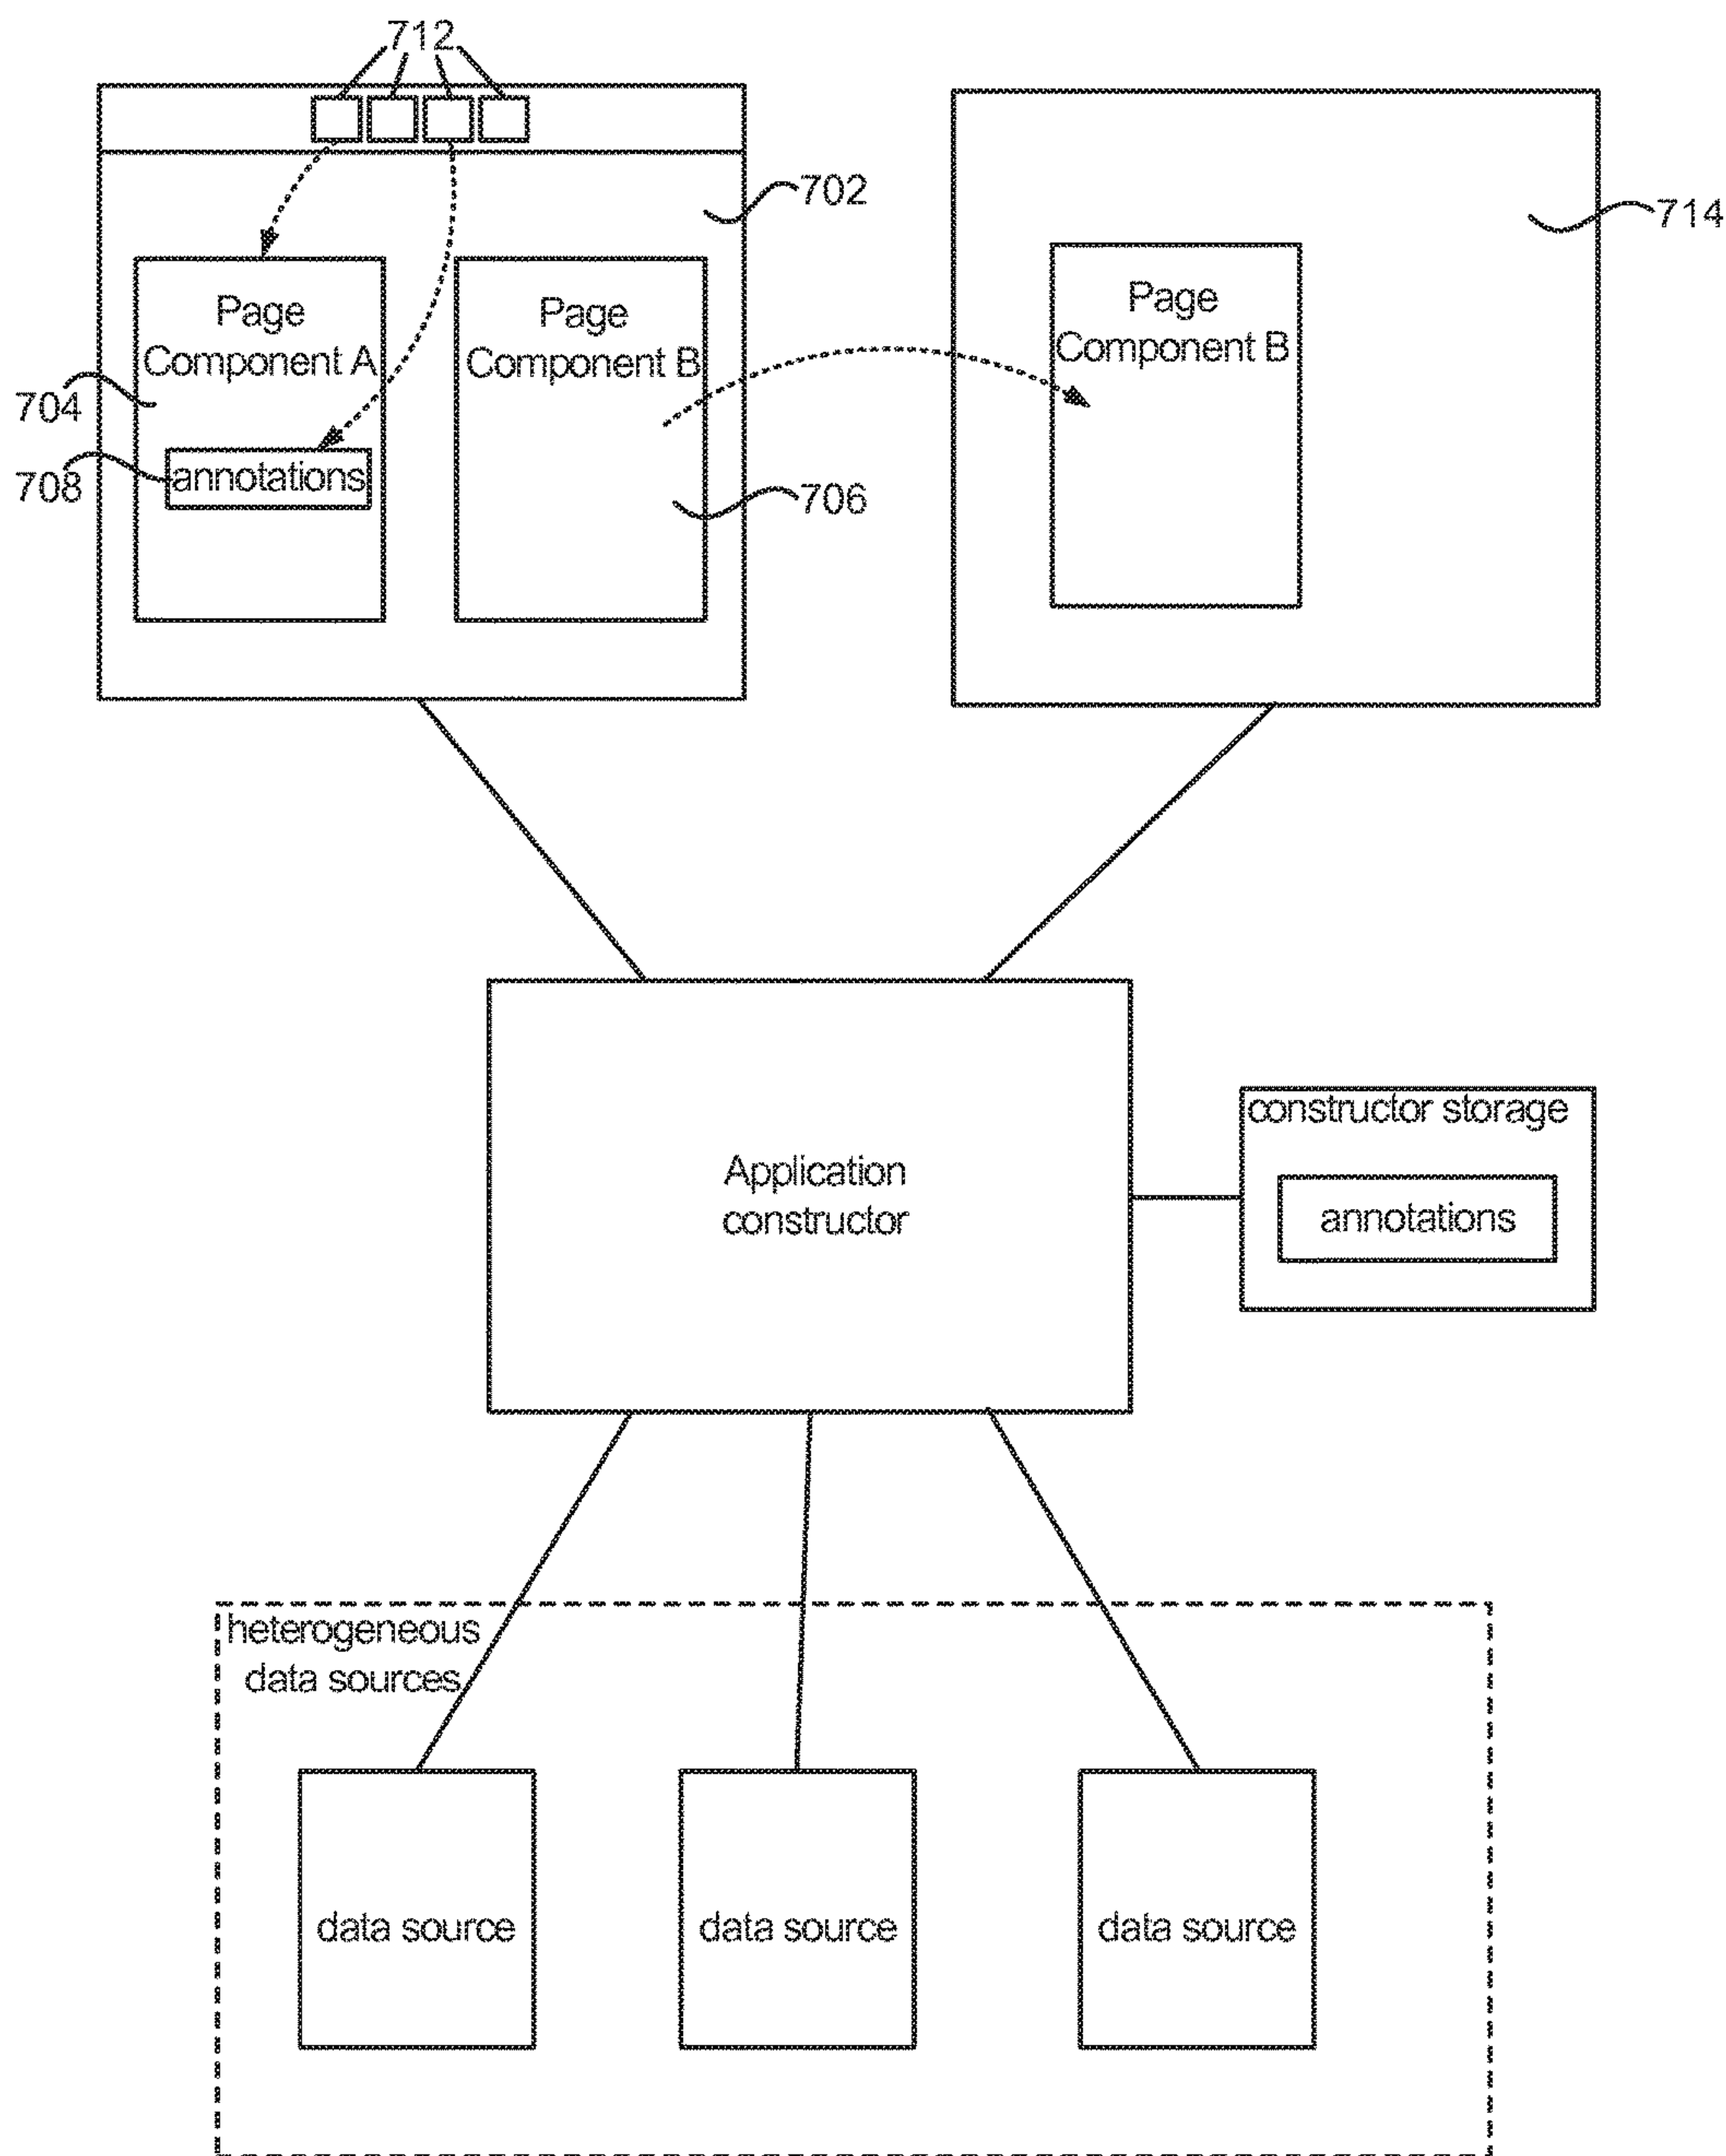 712
702
714
Page
Component A
Page
Component B
Page
Component B
704
708
annotations
706
Application
constructor
constructor storage
annotations
heterogeneous
data sources
data source
data source
data source